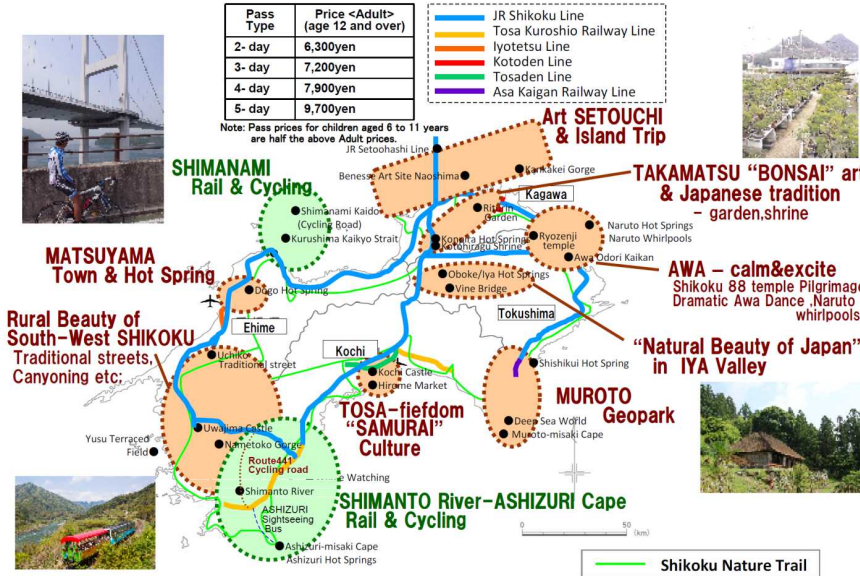 Pass Type
Price <Adult> (age 12 and over)
2- day 6,300yen
3- day 7,200yen
4- day 7,900yen
5- day 9,700yen
Note: Pass prices for children aged 6 to 11 years
are half the above Adult prices.
JR Shikoku Line
Tosa Kuroshio Railway Line
Iyotetsu Line
Kotoden Line
Tosaden Line
Asa Kaigan Railway Line
Art SETOUCHI
& Island Trip
JR Setoohashi Line
Benesse Art Site Naoshima
Kankakei Gorge
SHIMANAMI
Rail & Cycling
Shimanami Kaido
(Cycling Road)
Kurushima Kaikyo Strait
TAKAMATSU "BONSAI" art
& Japanese tradition
- garden,shrine
Kagawa
Garden
Konpira Hot Springs
Kotohiragu Shrine
Ryozenji
temple
Naruto Hot Springs
Naruto Whirlpools
Awa Odori Kaikan
MATSUYAMA
Town & Hot Spring
Dogo Hot Spring
Oboke/Iya Hot Springs
Vine Bridge
AWA - calm&excite
Shikoku 88 temple Pilgrimage
Dramatic Awa Dance ,Naruto
whirlpools
Tokushima
Ehime
Rural Beauty of
South-West SHIKOKU
Traditional streets,
Canyoning etc;
Uchiko
Traditional street
Kochi
Kochi Castle
Hirome Market
"Natural Beauty of Japan"
in IYA Valley
Shishikui Hot Spring
TOSA-fiefdom
"SAMURAI"
Culture
MUROTO
Geopark
Deep Sea World
Muroto-misaki Cape
Uwajima Castle
Nametoko Gorge
Yusu Terraced
Field
Route441
Cycling road
e Watching
Shimanto River
SHIMANTO River-ASHIZURI Cape
Rail & Cycling
ASHIZURI
Sightseeing
Bus
Ashizuri-misaki Cape
Ashizuri Hot Springs
0 50 (km)
Shikoku Nature Trail